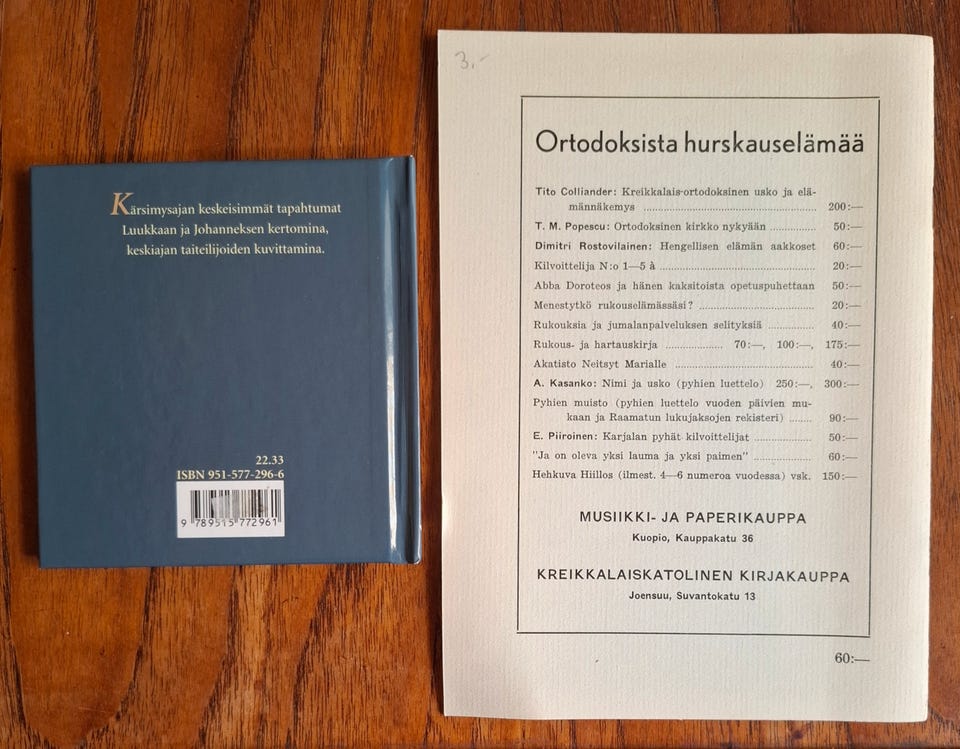 Kärsimysajan keskeisimmät tapahtumat
Luukkaan ja Johanneksen kertomina,
keskiajan taiteilijoiden kuvittamina.
22.33
ISBN 951-577-296-6
9 789515 772961
3,-
Ortodoksista hurskauselämää
Tito Colliander: Kreikkalais-ortodoksinen usko ja elä-
männäkemys ........ 200:—
T. M. Popescu: Ortodoksinen kirkko nykyään ........ 50:—
Dimitri Rostovilainen: Hengellisen elämän aakkoset 60:—
Kilvoittelija N:o 1—5 à ........ 20:—
Abba Doroteos ja hänen kaksitoista opetuspuhettaan 50:—
Menestytkö rukouselämässäsi? ........ 20:—
Rukouksia ja jumalanpalveluksen selityksiä ........ 40:—
Rukous- ja hartauskirja ........ 70:—, 100:—, 175:—
Akatisto Neitsyt Marialle ........ 40:—
A. Kasanko: Nimi ja usko (pyhien luettelo) 250:—, 300:—
Pyhien muisto (pyhien luettelo vuoden päivien mu-
kaan ja Raamatun lukujaksojen rekisteri) ........ 90:—
E. Piiroinen: Karjalan pyhät kilvoittelijat ........ 50:—
"Ja on oleva yksi lauma ja yksi paimen" ........ 60:—
Hehkuva Hiillos (ilmest. 4—6 numeroa vuodessa) vsk. 150:—
MUSIIKKI- JA PAPERIKAUPPA
Kuopio, Kauppakatu 36
KREIKKALAISKATOLINEN KIRJAKAUPPA
Joensuu, Suvantokatu 13
60:—